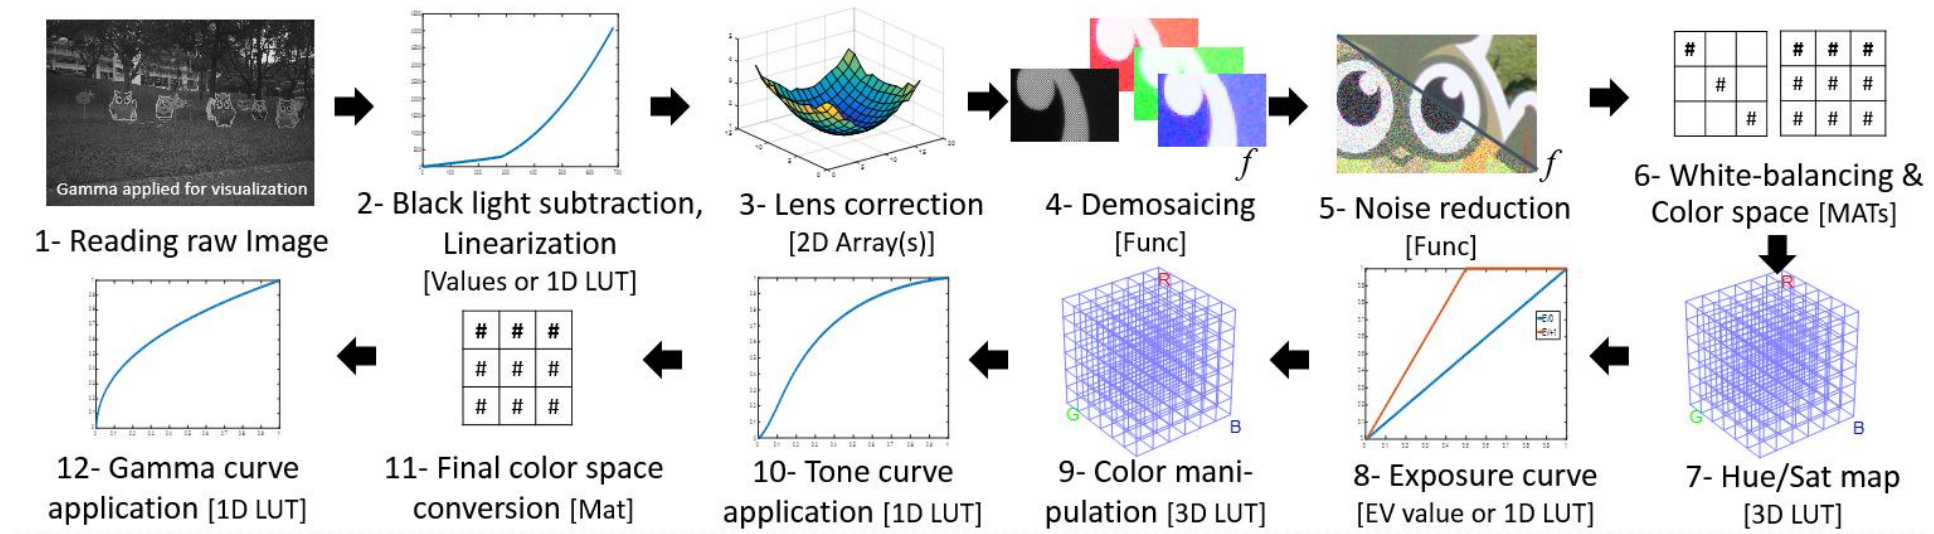 Gamma applied for visualization
1- Reading raw Image
2- Black light subtraction,
Linearization
[Values or 1D LUT]
3- Lens correction
[2D Array(s)]
f
4- Demosaicing
[Func]
f
5- Noise reduction
[Func]
# # # #
# # # #
# # # #
6- White-balancing &
Color space [MATs]
R
G
B
7- Hue/Sat map
[3D LUT]
EV0
EV+1
8- Exposure curve
[EV value or 1D LUT]
R
G
B
9- Color mani-
pulation [3D LUT]
10- Tone curve
application [1D LUT]
# # #
# # #
# # #
11- Final color space
conversion [Mat]
12- Gamma curve
application [1D LUT]